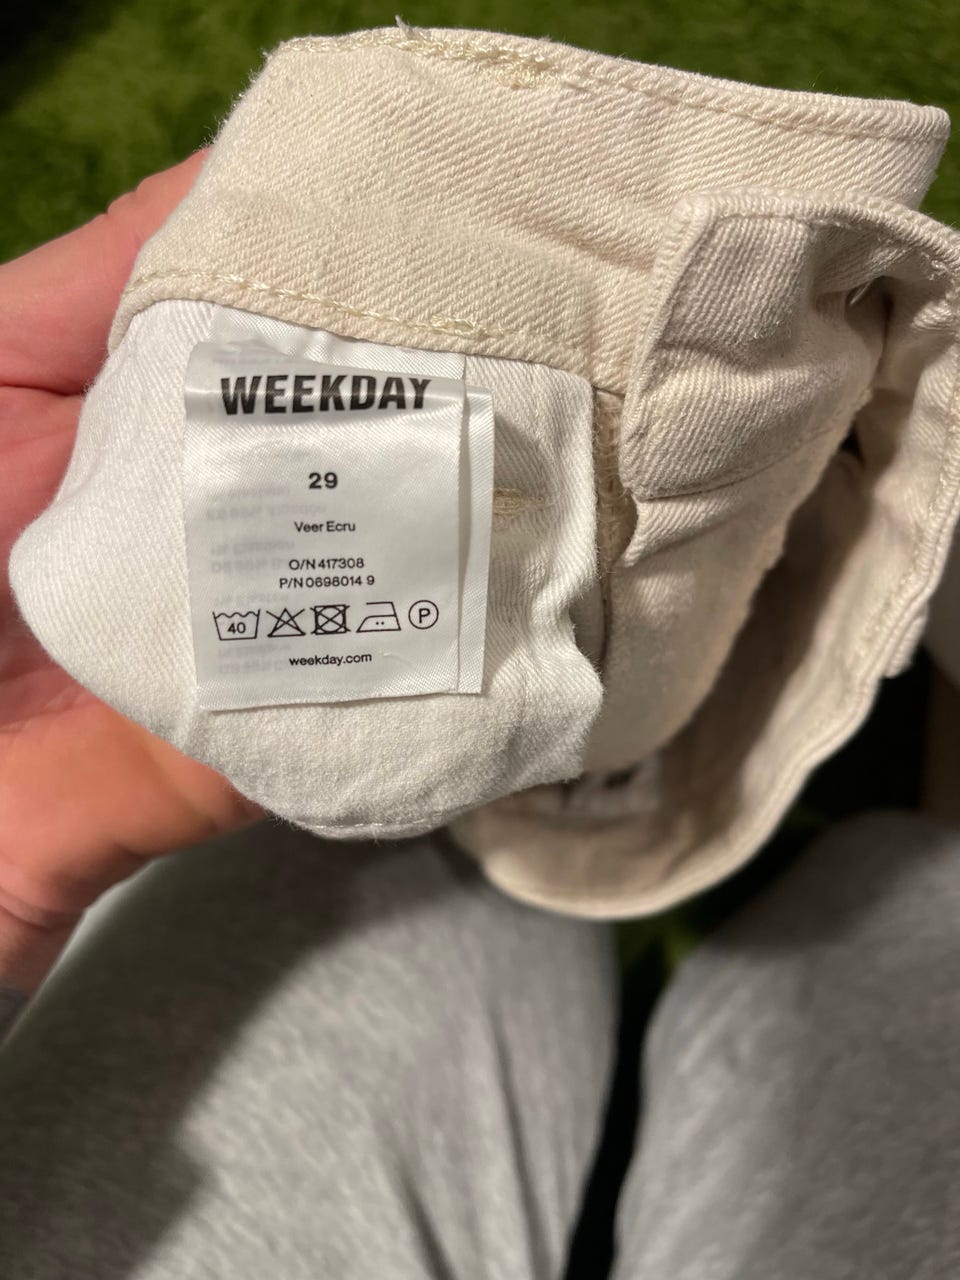 WEEKDAY
29
Veer Ecru
O/N 417308
P/N 0698014 9
40 P
weekday.com